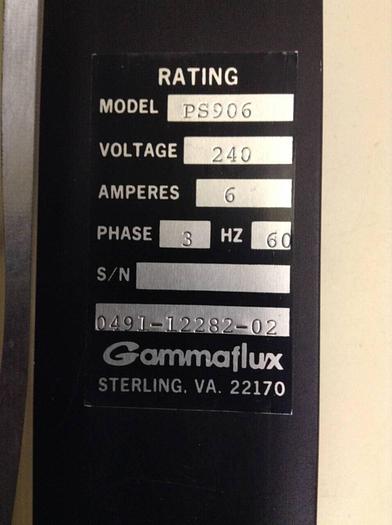 RATING
MODEL PS906
VOLTAGE 240
AMPERES 6
PHASE 3 HZ 60
S/N
0491-12282-02
Gammaflux
STERLING, VA. 22170